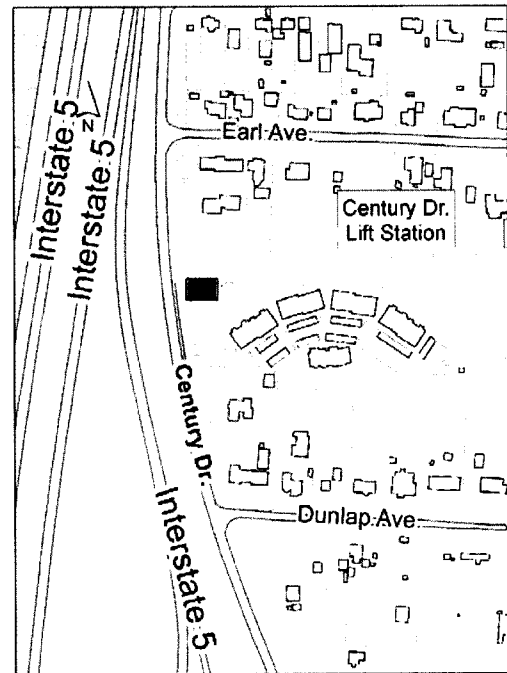 Interstate 5
Interstate 5
N
Earl Ave.
Century Dr.
Lift Station
Century Dr.
Interstate 5
Dunlap Ave.